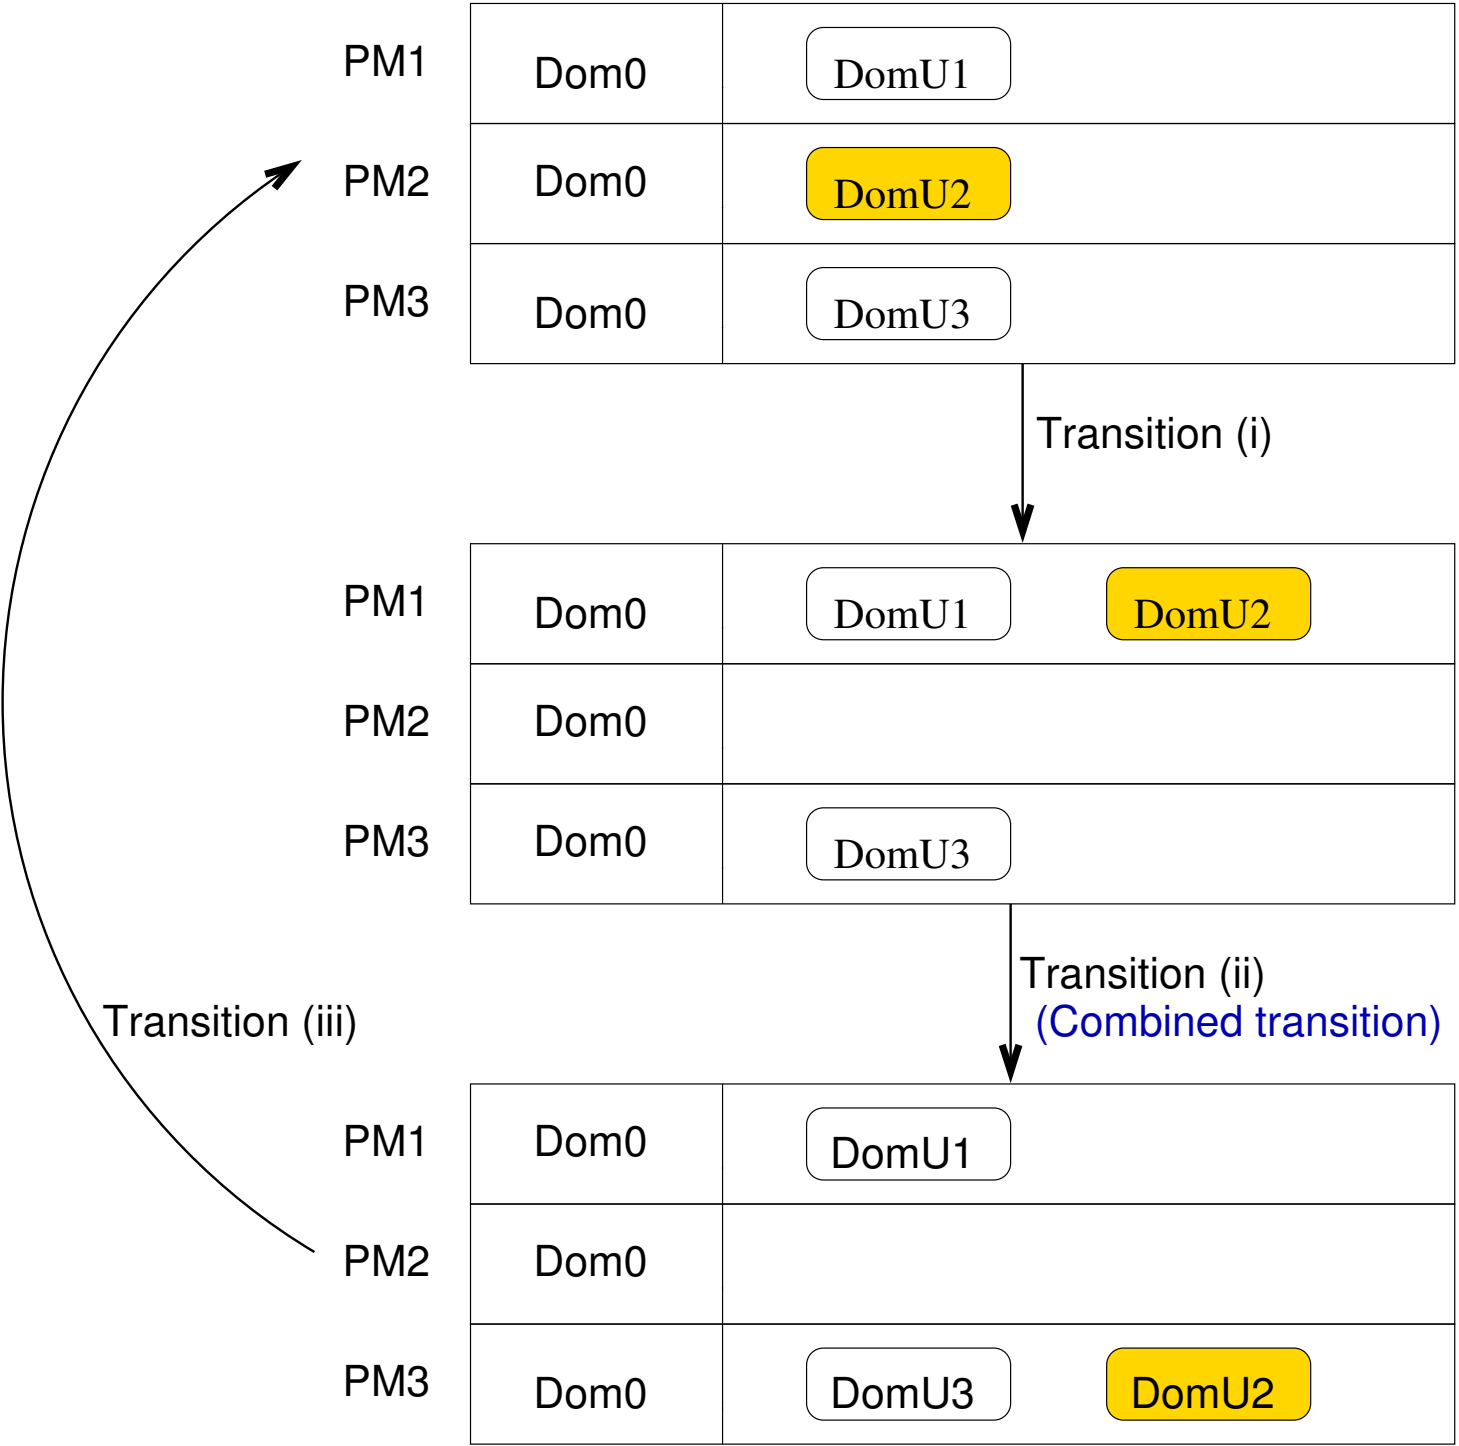 PM1 Dom0 DomU1
PM2 Dom0 DomU2
PM3 Dom0 DomU3
Transition (i)
PM1 Dom0 DomU1 DomU2
PM2 Dom0
PM3 Dom0 DomU3
Transition (ii)
Transition (iii) (Combined transition)
PM1 Dom0 DomU1
PM2 Dom0
PM3 Dom0 DomU3 DomU2